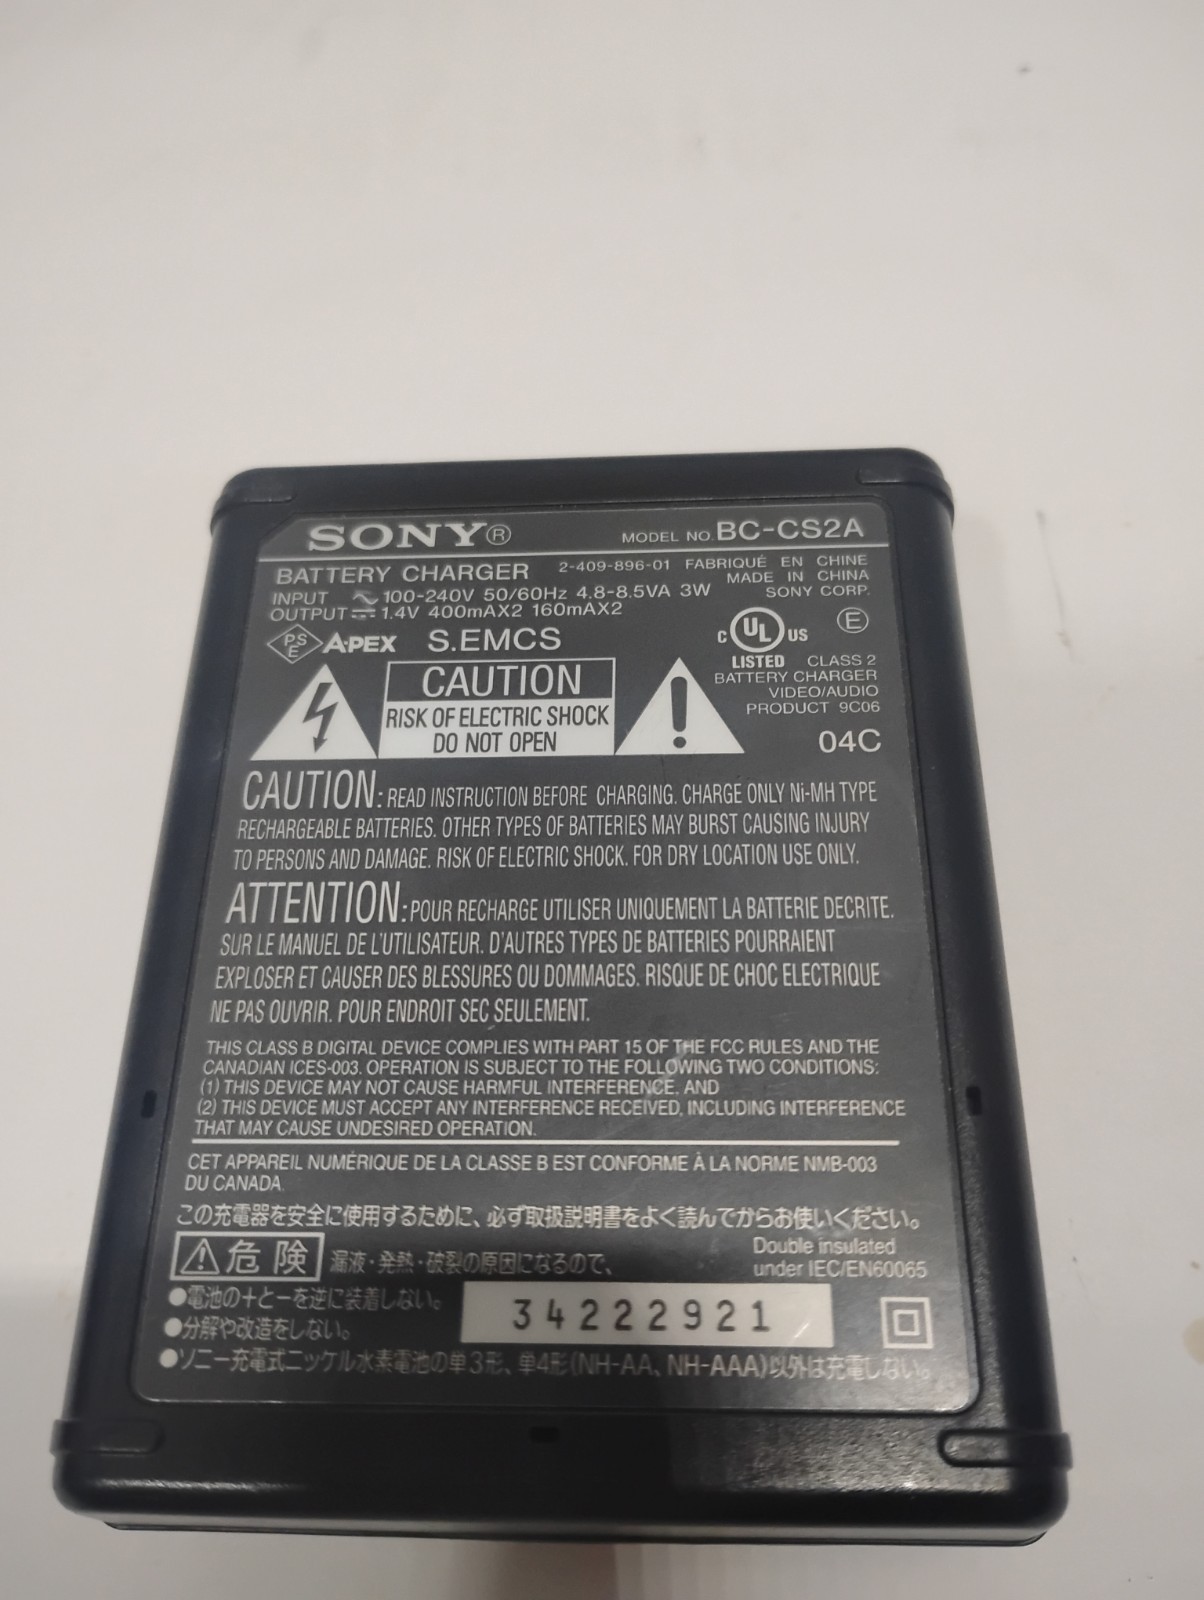 SONY® MODEL NO. BC-CS2A
BATTERY CHARGER 2-409-896-01 FABRIQUÉ EN CHINE
MADE IN CHINA
INPUT 100-240V 50/60Hz 4.8-8.5VA 3W SONY CORP.
OUTPUT 1.4V 400mAX2 160mAX2
PSE A-PEX S.EMCS
C UL US E
LISTED CLASS 2
BATTERY CHARGER
VIDEO/AUDIO
PRODUCT 9C06
04C
CAUTION
RISK OF ELECTRIC SHOCK
DO NOT OPEN
CAUTION: READ INSTRUCTION BEFORE CHARGING. CHARGE ONLY Ni-MH TYPE
RECHARGEABLE BATTERIES. OTHER TYPES OF BATTERIES MAY BURST CAUSING INJURY
TO PERSONS AND DAMAGE. RISK OF ELECTRIC SHOCK. FOR DRY LOCATION USE ONLY.
ATTENTION: POUR RECHARGE UTILISER UNIQUEMENT LA BATTERIE DECRITE.
SUR LE MANUEL DE L'UTILISATEUR. D'AUTRES TYPES DE BATTERIES POURRAIENT
EXPLOSER ET CAUSER DES BLESSURES OU DOMMAGES. RISQUE DE CHOC ELECTRIQUE
NE PAS OUVRIR. POUR ENDROIT SEC SEULEMENT.
THIS CLASS B DIGITAL DEVICE COMPLIES WITH PART 15 OF THE FCC RULES AND THE
CANADIAN ICES-003. OPERATION IS SUBJECT TO THE FOLLOWING TWO CONDITIONS:
(1) THIS DEVICE MAY NOT CAUSE HARMFUL INTERFERENCE, AND
(2) THIS DEVICE MUST ACCEPT ANY INTERFERENCE RECEIVED, INCLUDING INTERFERENCE
THAT MAY CAUSE UNDESIRED OPERATION.
CET APPAREIL NUMÉRIQUE DE LA CLASSE B EST CONFORME À LA NORME NMB-003
DU CANADA
この充電器を安全に使用するために、必ず取扱説明書をよく読んでからお使いください。
⚠危険 漏液・発熱・破裂の原因になるので、
Double insulated
under IEC/EN60065
●電池の+と−を逆に装着しない。
34222921
●分解や改造をしない。
●ソニー充電式ニッケル水素電池の単3形、単4形(NH-AA、NH-AAA)以外は充電しない。